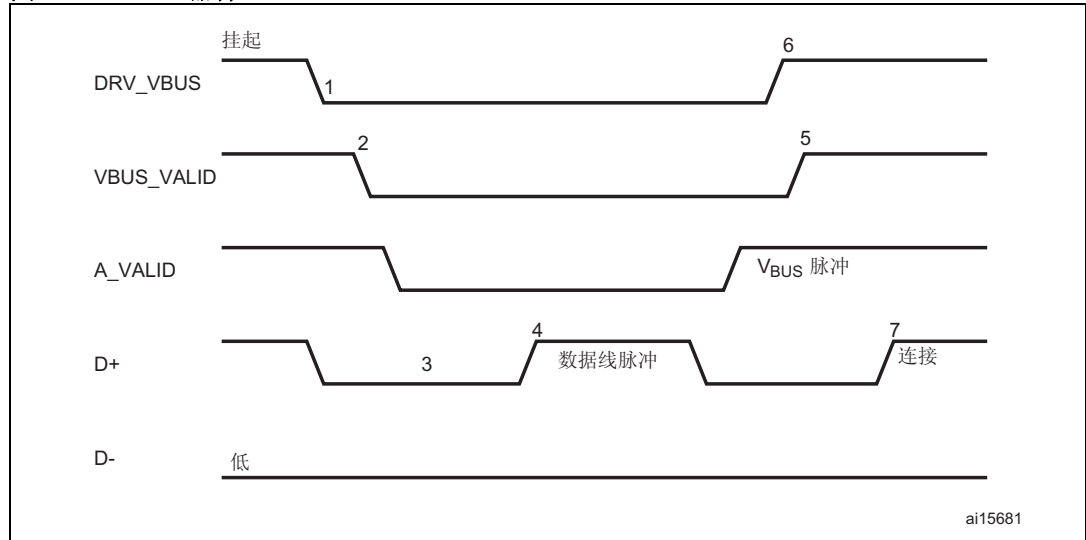 挂起
6
DRV_VBUS
1
2
5
VBUS_VALID
A_VALID
VBUS 脉冲
4
7
D+
3
数据线脉冲
连接
D-
低
ai15681